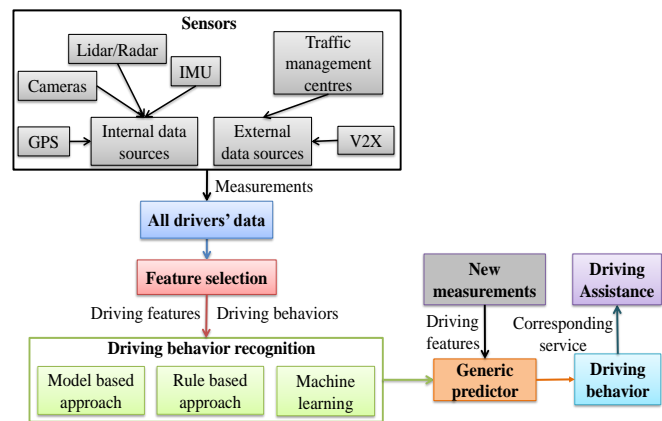 Sensors
Lidar/Radar
IMU
Cameras
GPS
Internal data
sources
Traffic
management
centres
External
data sources
V2X
Measurements
All drivers' data
Feature selection
Driving features
Driving behaviors
Driving behavior recognition
Model based
approach
Rule based
approach
Machine
learning
New
measurements
Driving
features
Generic
predictor
Driving
behavior
Corresponding
service
Driving
Assistance